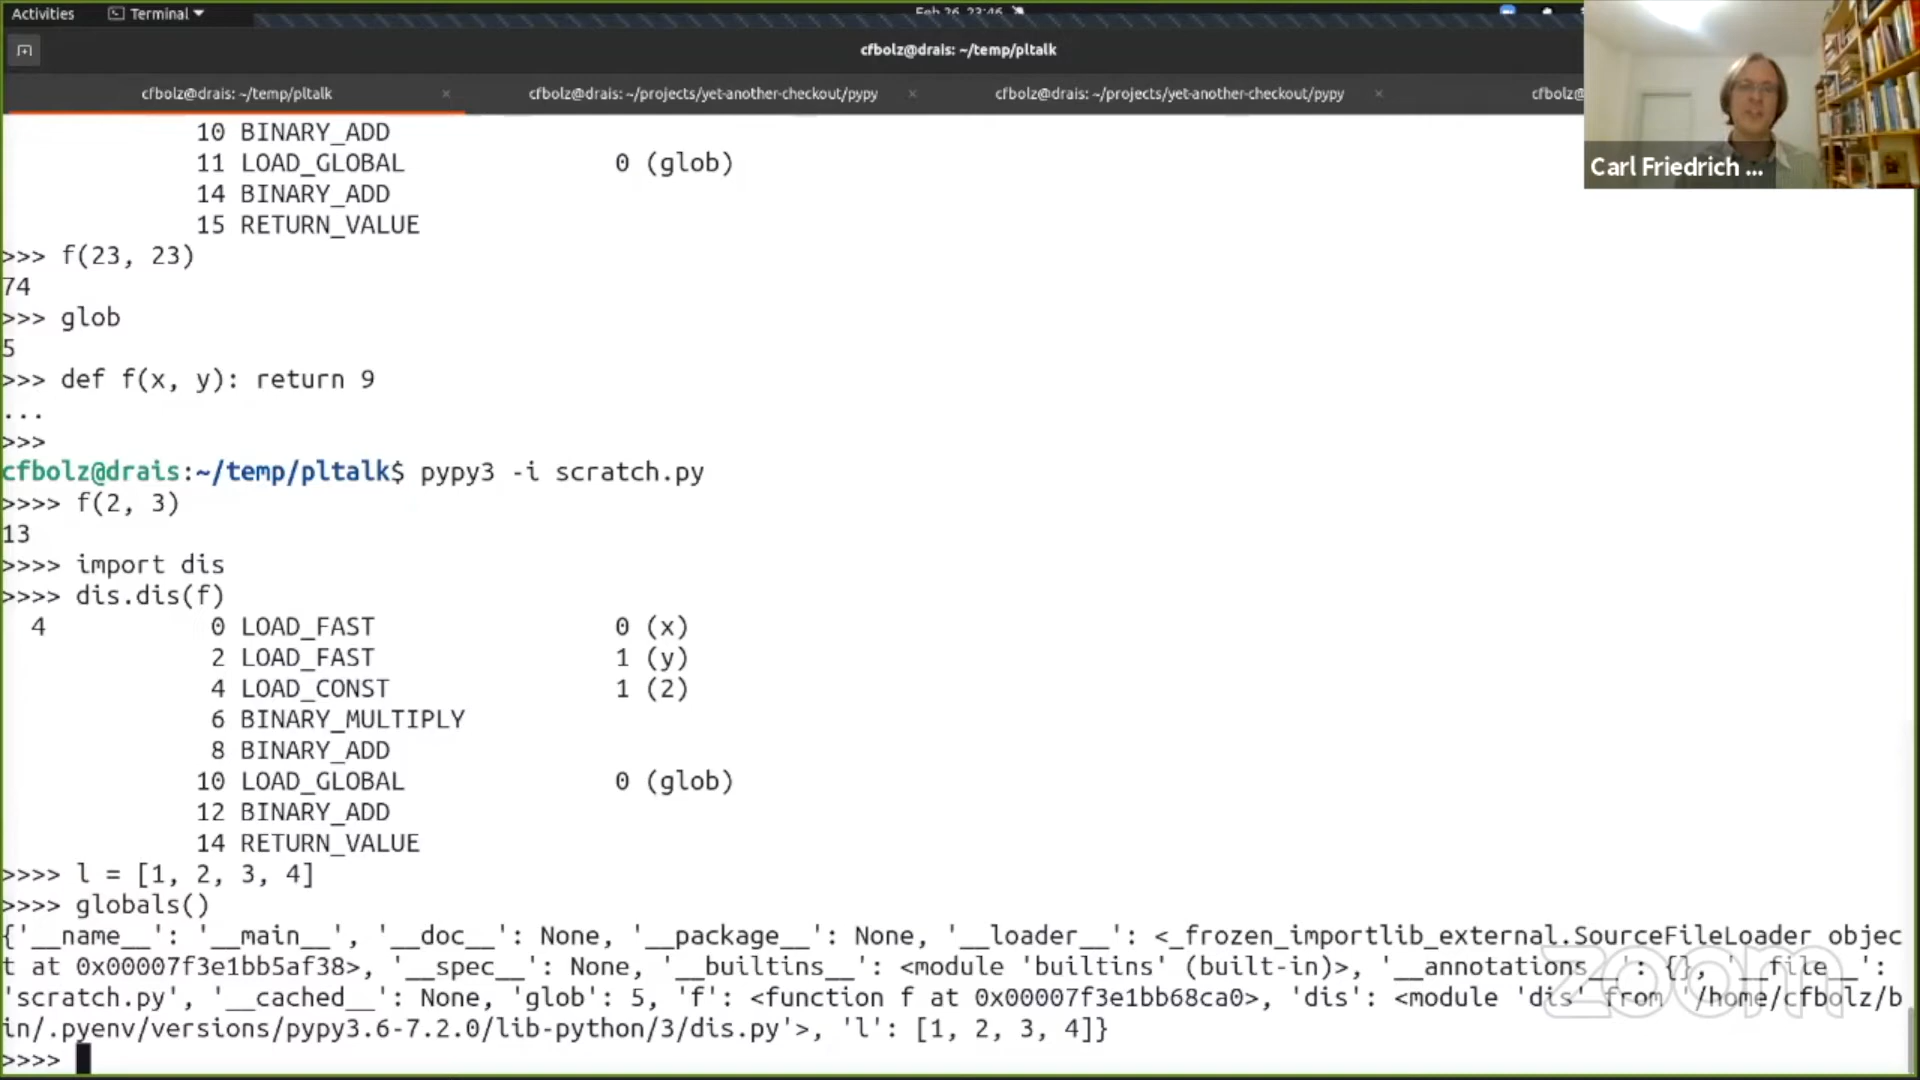 Activities
Terminal
Feb 26 23:46
cfbolz@drais: ~/temp/pltalk
cfbolz@drais: ~/temp/pltalk × cfbolz@drais: ~/projects/yet-another-checkout/pypy × cfbolz@drais: ~/projects/yet-another-checkout/pypy × cfbolz@
Carl Friedrich ...
10 BINARY_ADD
11 LOAD_GLOBAL 0 (glob)
14 BINARY_ADD
15 RETURN_VALUE
>>> f(23, 23)
74
>>> glob
5
>>> def f(x, y): return 9
...
>>>
cfbolz@drais:~/temp/pltalk$ pypy3 -i scratch.py
>>>> f(2, 3)
13
>>>> import dis
>>>> dis.dis(f)
4 0 LOAD_FAST 0 (x)
2 LOAD_FAST 1 (y)
4 LOAD_CONST 1 (2)
6 BINARY_MULTIPLY
8 BINARY_ADD
10 LOAD_GLOBAL 0 (glob)
12 BINARY_ADD
14 RETURN_VALUE
>>>> l = [1, 2, 3, 4]
>>>> globals()
{'__name__': '__main__', '__doc__': None, '__package__': None, '__loader__': <_frozen_importlib_external.SourceFileLoader objec
t at 0x00007f3e1bb5af38>, '__spec__': None, '__builtins__': <module 'builtins' (built-in)>, '__annotations__': {}, '__file__':
'scratch.py', '__cached__': None, 'glob': 5, 'f': <function f at 0x00007f3e1bb68ca0>, 'dis': <module 'dis' from '/home/cfbolz/b
in/.pyenv/versions/pypy3.6-7.2.0/lib-python/3/dis.py'>, 'l': [1, 2, 3, 4]}
>>>>
zoom